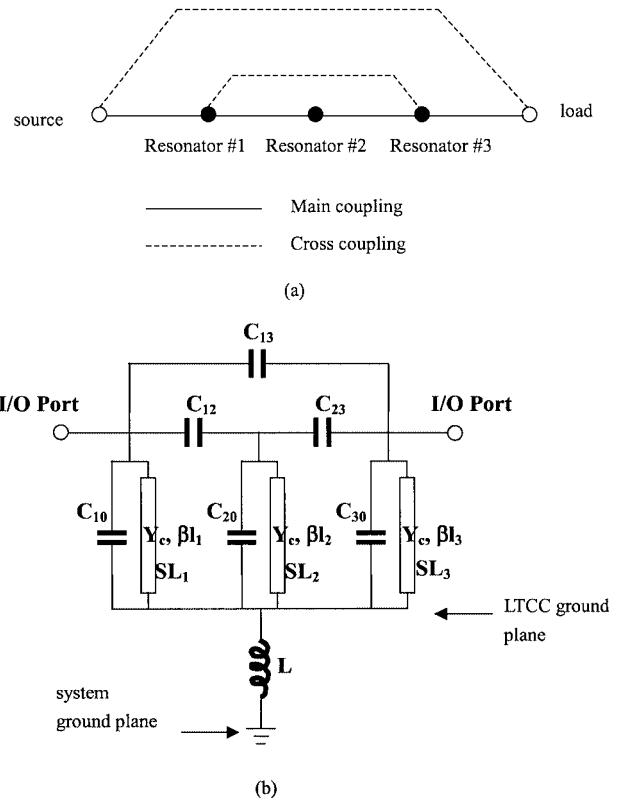 source
load
Resonator #1 Resonator #2 Resonator #3
Main coupling
Cross coupling
(a)
C13
I/O Port C12 C23 I/O Port
C10 Yc, βl1 C20 Yc, βl2 C30 Yc, βl3
SL1 SL2 SL3
LTCC ground
plane
L
system
ground plane
(b)